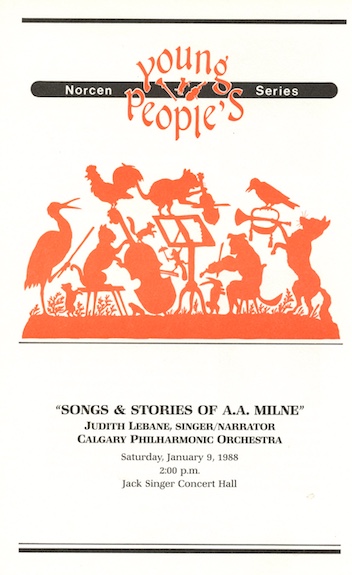 young
Norcen Series
People's
"SONGS & STORIES OF A.A. MILNE"
JUDITH LEBANE, SINGER/NARRATOR
CALGARY PHILHARMONIC ORCHESTRA
Saturday, January 9, 1988
2:00 p.m.
Jack Singer Concert Hall